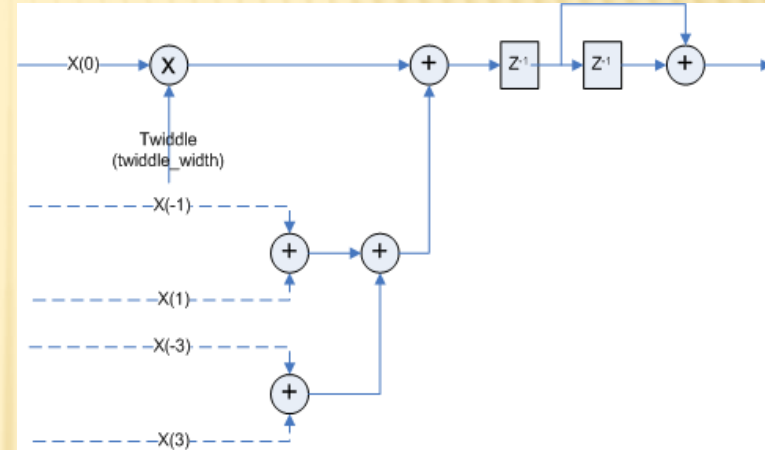 X(0)
X
+
Z-1
Z-1
+
Twiddle
(twiddle_width)
X(-1)
+
+
X(1)
X(-3)
+
X(3)